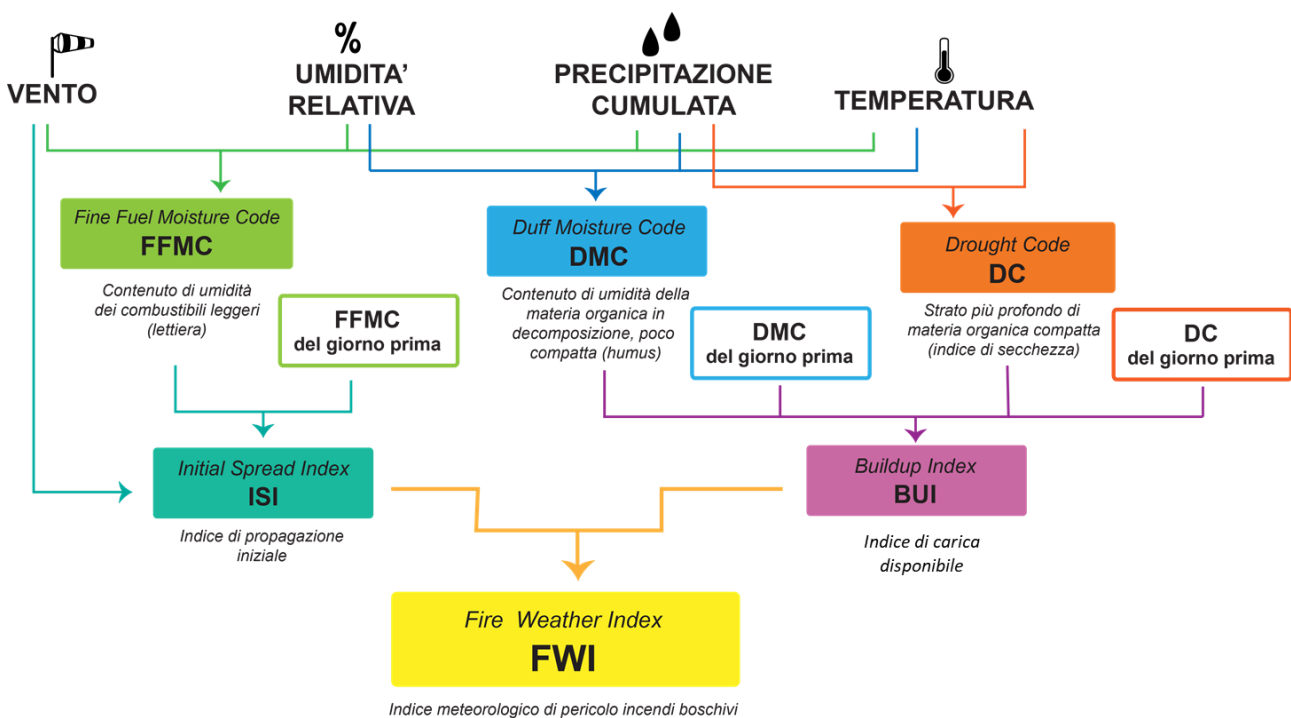 VENTO
%
UMIDITA'
RELATIVA
PRECIPITAZIONE
CUMULATA
TEMPERATURA
Fine Fuel Moisture Code
FFMC
Contenuto di umidità
dei combustibili leggeri
(lettiera)
FFMC
del giorno prima
Duff Moisture Code
DMC
Contenuto di umidità della
materia organica in
decomposizione, poco
compatta (humus)
DMC
del giorno prima
Drought Code
DC
Strato più profondo di
materia organica compatta
(indice di secchezza)
DC
del giorno prima
Initial Spread Index
ISI
Indice di propagazione
iniziale
Buildup Index
BUI
Indice di carica
disponibile
Fire Weather Index
FWI
Indice meteorologico di pericolo incendi boschivi